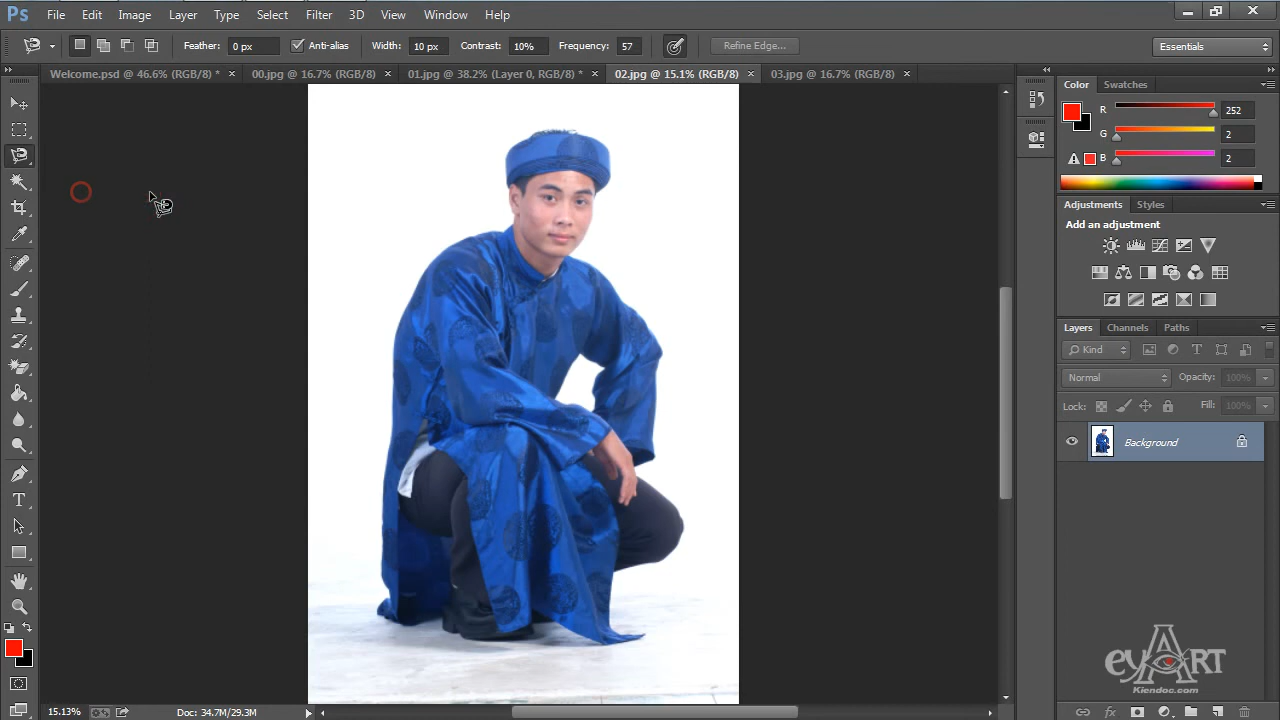 Ps File Edit Image Layer Type Select Filter 3D View Window Help
Feather: 0 px Anti-alias Width: 10 px Contrast: 10% Frequency: 57 Refine Edge... Essentials
Welcome.psd @ 46.6% (RGB/8) * × 00.jpg @ 16.7% (RGB/8) × 01.jpg @ 38.2% (Layer 0, RGB/8) * × 02.jpg @ 15.1% (RGB/8) × 03.jpg @ 16.7% (RGB/8) ×
Color Swatches
R 252
G 2
B 2
Adjustments Styles
Add an adjustment
Layers Channels Paths
Kind
Normal Opacity: 100%
Lock: Fill: 100%
Background
eyART
Kiendoc.com
15.13% Doc: 34.7M/29.3M